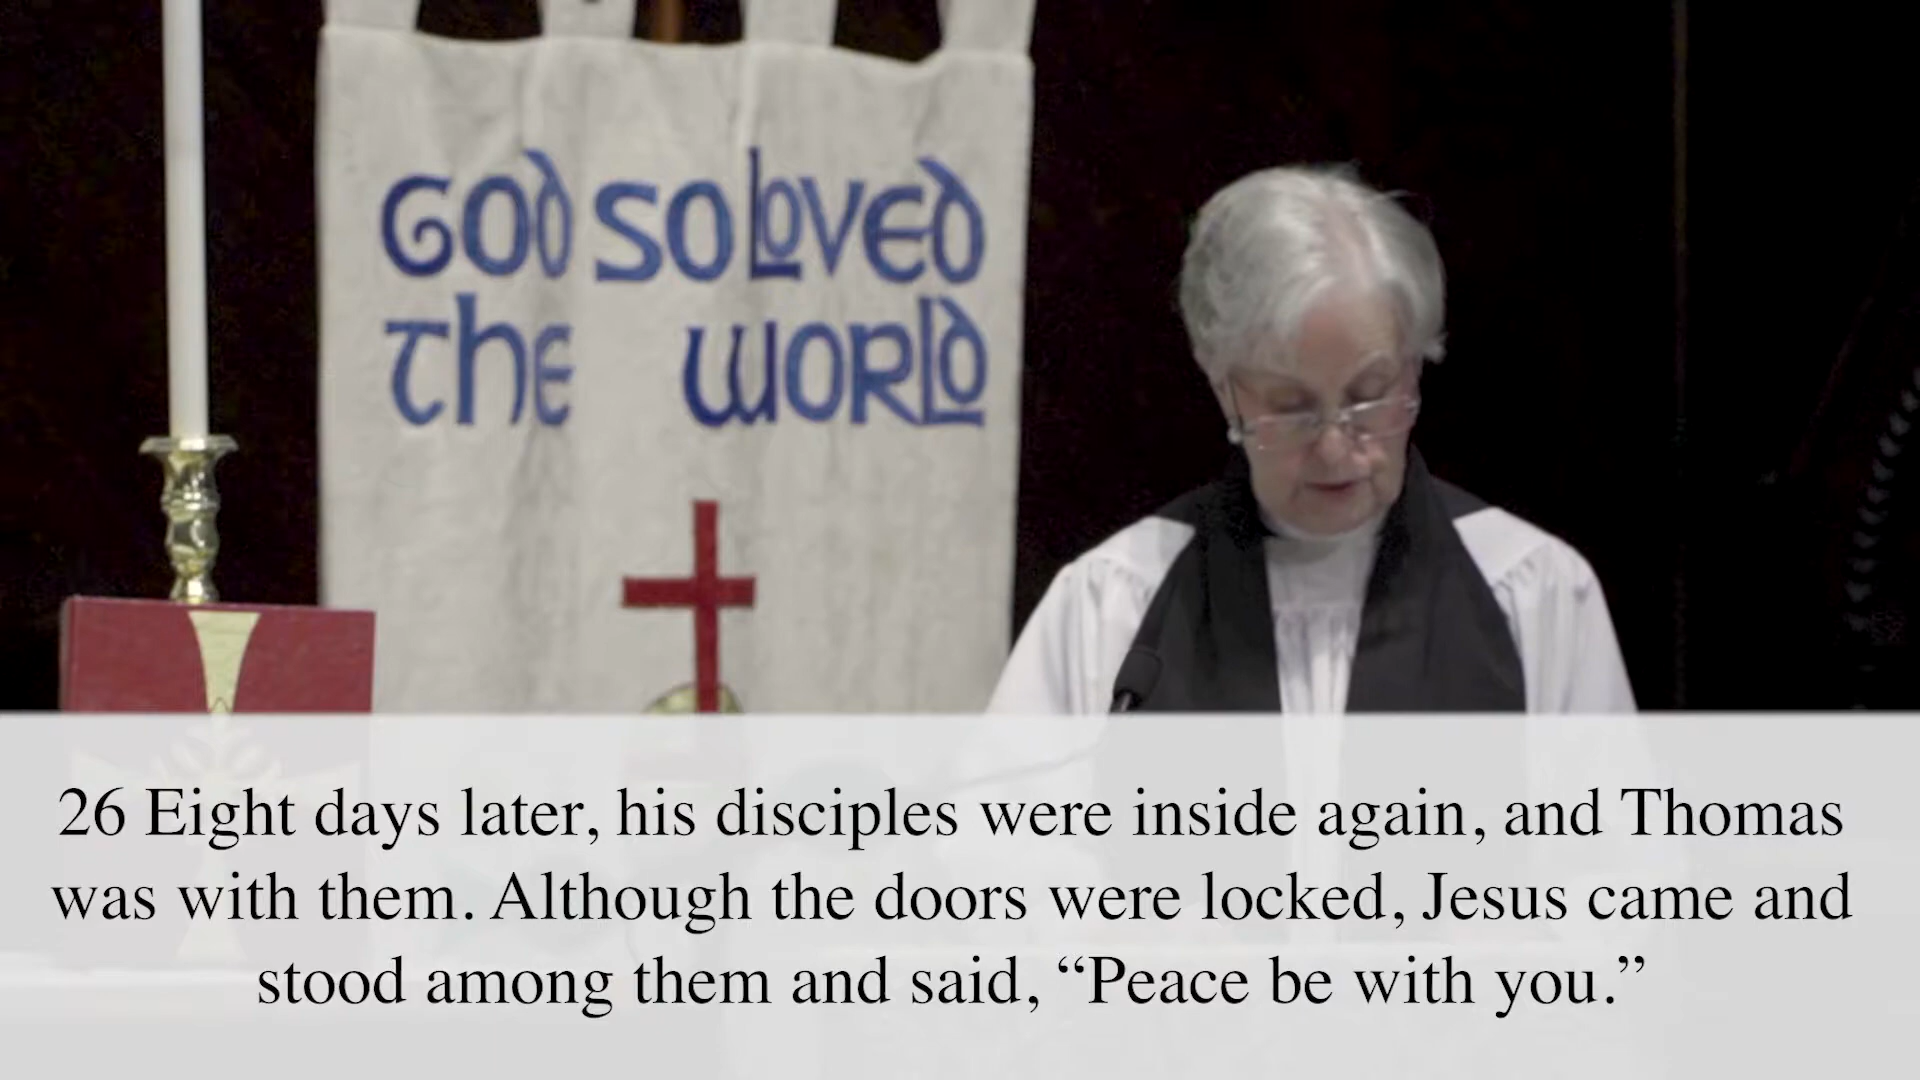 GOD SO LOVED
The WORLD
26 Eight days later, his disciples were inside again, and Thomas
was with them. Although the doors were locked, Jesus came and
stood among them and said, “Peace be with you.”